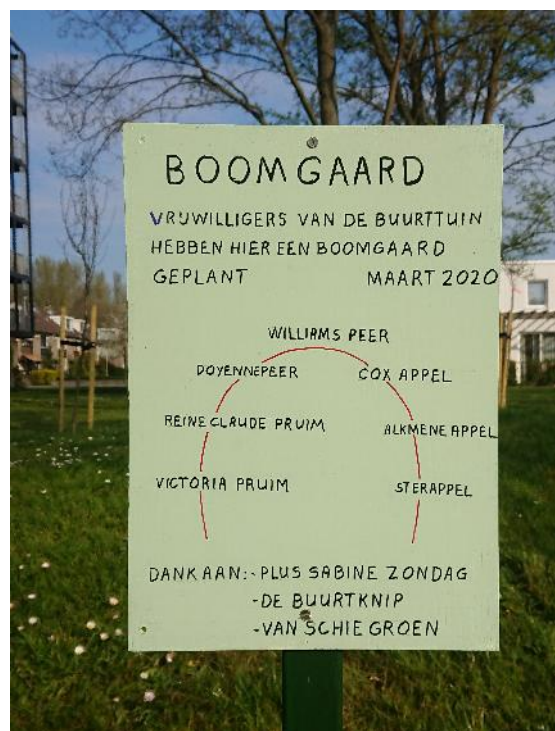 BOOMGAARD
VRIJWILLIGERS VAN DE BUURTTUIN
HEBBEN HIER EEN BOOMGAARD
GEPLANT MAART 2020
WILLIAMS PEER
DOYENNEPEER COX APPEL
REINE CLAUDE PRUIM ALKMENE APPEL
VICTORIA PRUIM STERAPPEL
DANK AAN:- PLUS SABINE ZONDAG
-DE BUURTKNIP
-VAN SCHIE GROEN